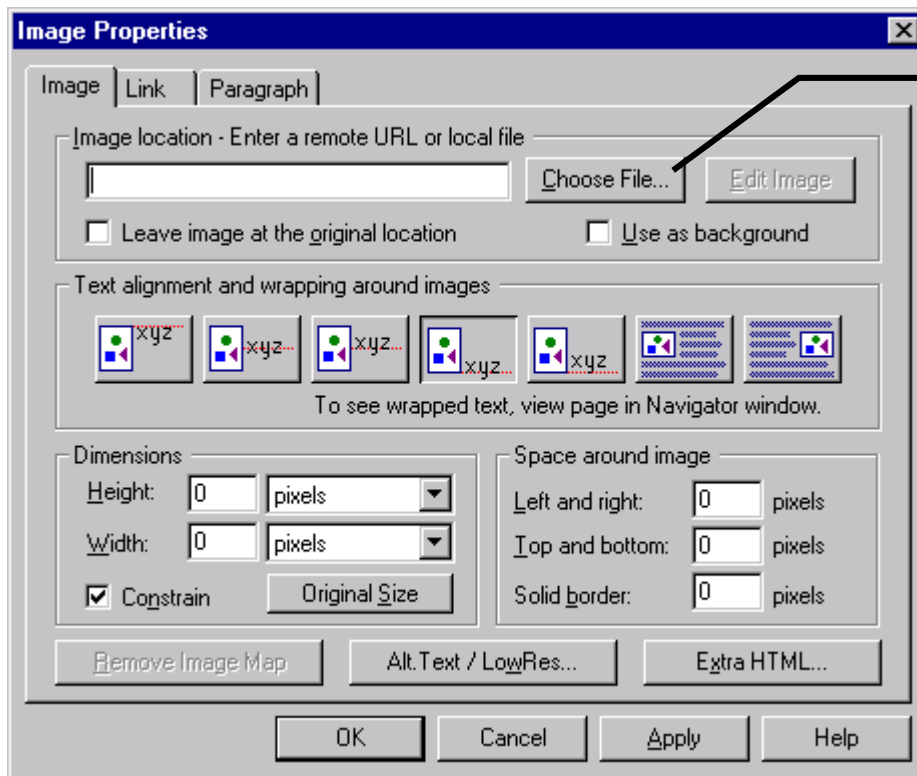 Image Properties
Image Link Paragraph
Image location - Enter a remote URL or local file
Choose File... Edit Image
Leave image at the original location Use as background
Text alignment and wrapping around images
xyz xyz xyz xyz xyz
To see wrapped text, view page in Navigator window.
Dimensions Space around image
Height: 0 pixels Left and right: 0 pixels
Width: 0 pixels Top and bottom: 0 pixels
Constrain Original Size Solid border: 0 pixels
Remove Image Map Alt.Text / LowRes... Extra HTML...
OK Cancel Apply Help